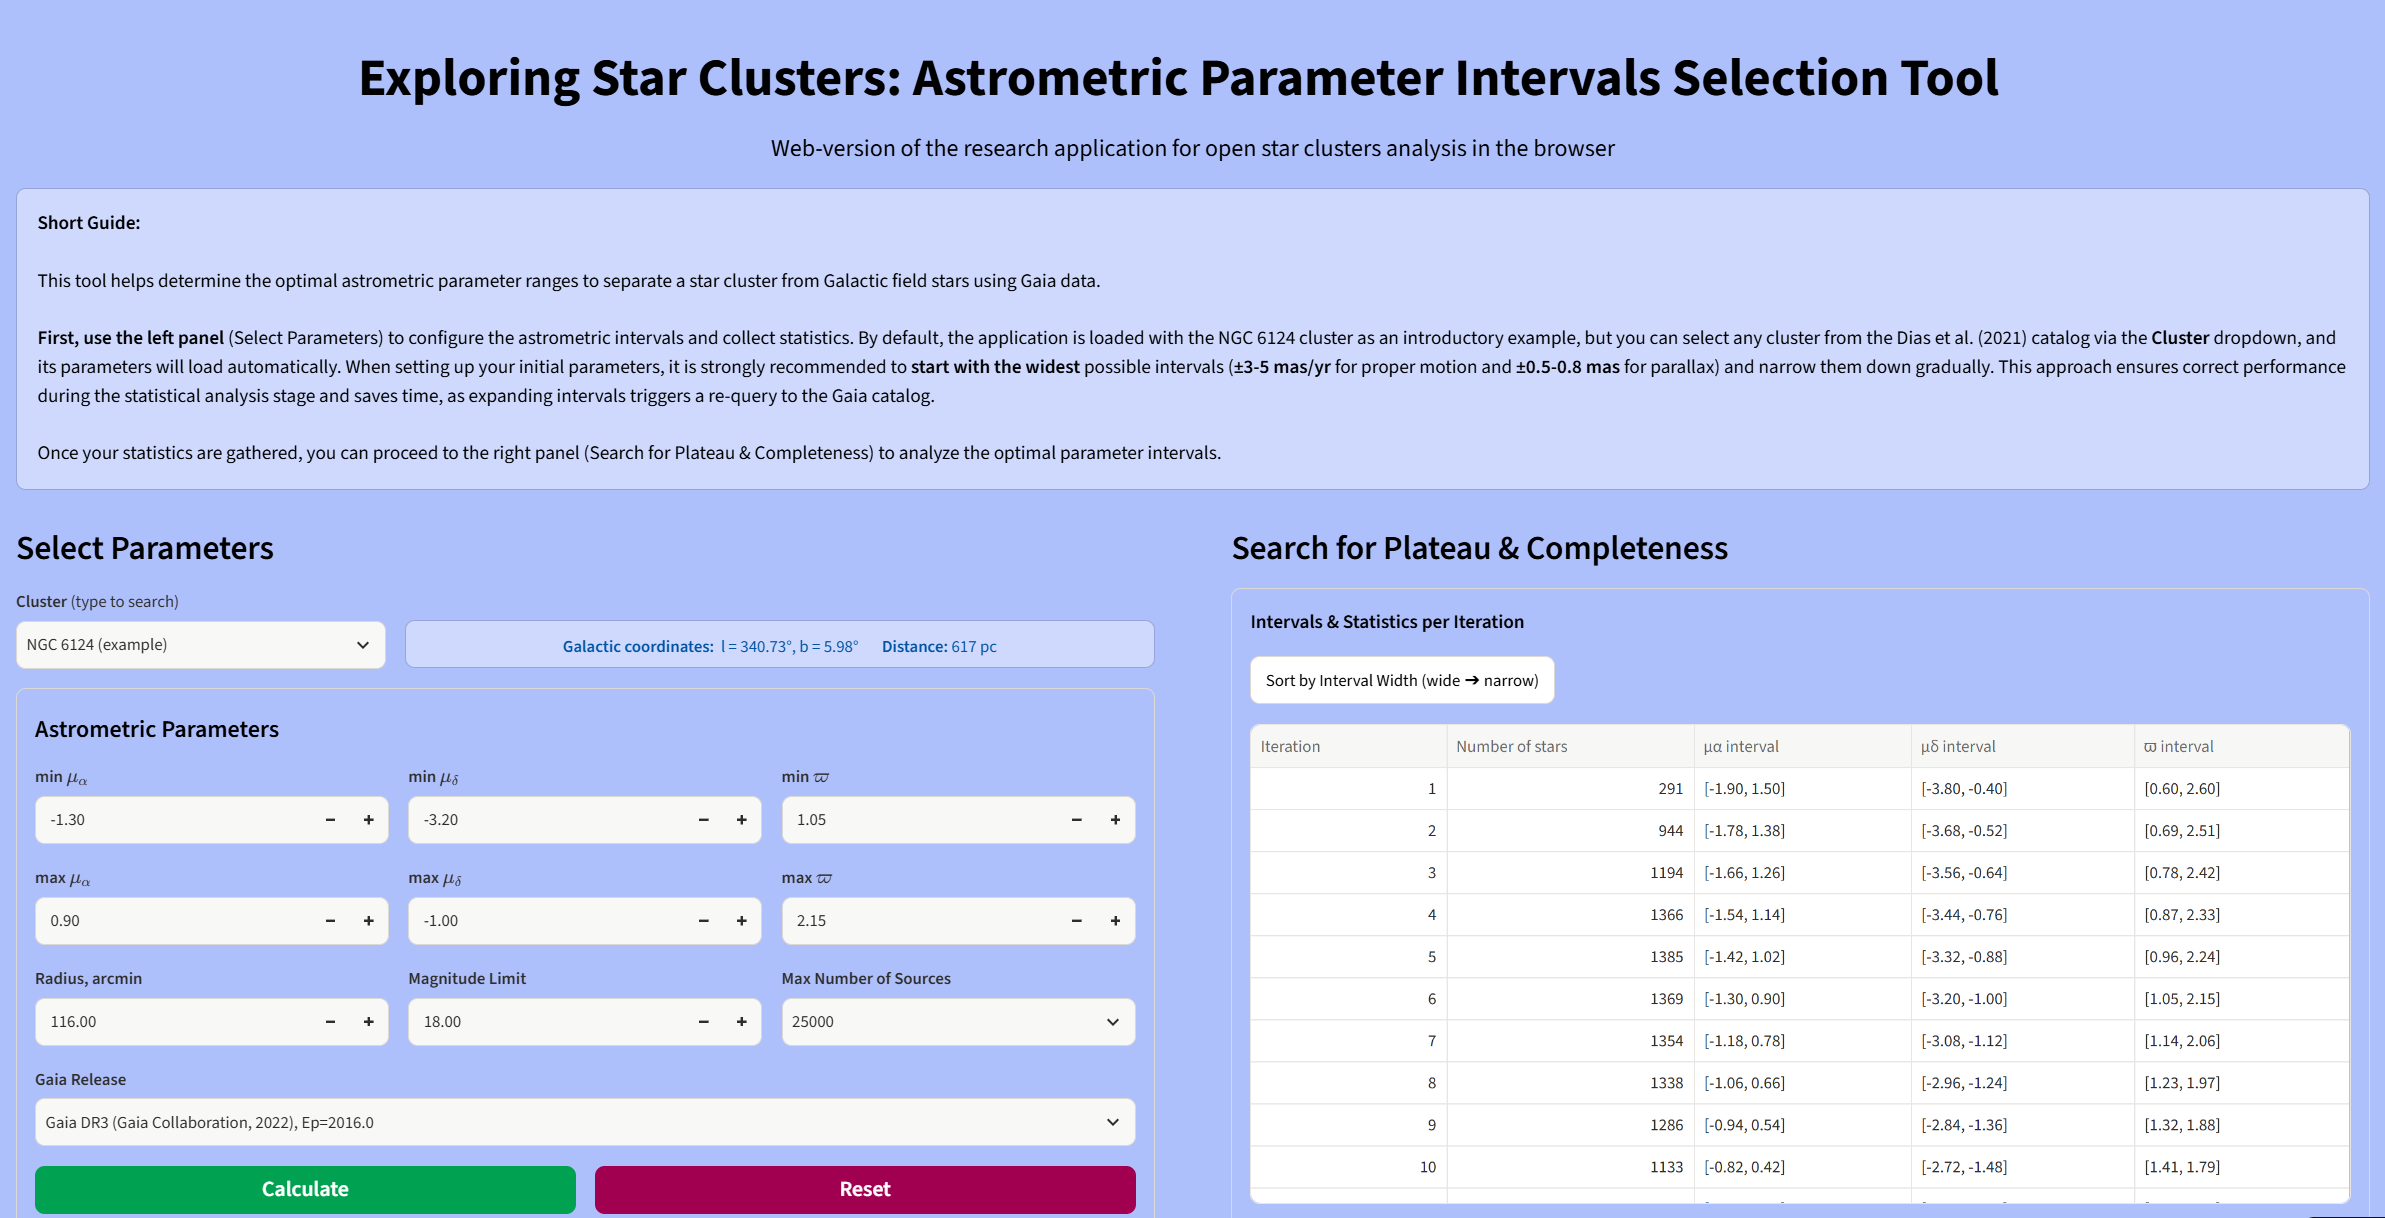 Exploring Star Clusters: Astrometric Parameter Intervals Selection Tool
Web-version of the research application for open star clusters analysis in the browser
Short Guide:
This tool helps determine the optimal astrometric parameter ranges to separate a star cluster from Galactic field stars using Gaia data.
First, use the left panel (Select Parameters) to configure the astrometric intervals and collect statistics. By default, the application is loaded with the NGC 6124 cluster as an introductory example, but you can select any cluster from the Dias et al. (2021) catalog via the Cluster dropdown, and
its parameters will load automatically. When setting up your initial parameters, it is strongly recommended to start with the widest possible intervals (±3-5 mas/yr for proper motion and ±0.5-0.8 mas for parallax) and narrow them down gradually. This approach ensures correct performance
during the statistical analysis stage and saves time, as expanding intervals triggers a re-query to the Gaia catalog.
Once your statistics are gathered, you can proceed to the right panel (Search for Plateau & Completeness) to analyze the optimal parameter intervals.
Select Parameters
Cluster (type to search)
NGC 6124 (example)
Galactic coordinates: l = 340.73°, b = 5.98° Distance: 617 pc
Astrometric Parameters
min μα min μδ min ϖ
-1.30 − + -3.20 − + 1.05 − +
max μα max μδ max ϖ
0.90 − + -1.00 − + 2.15 − +
Radius, arcmin Magnitude Limit Max Number of Sources
116.00 − + 18.00 − + 25000
Gaia Release
Gaia DR3 (Gaia Collaboration, 2022), Ep=2016.0
Calculate Reset
Search for Plateau & Completeness
Intervals & Statistics per Iteration
Sort by Interval Width (wide ➔ narrow)
Iteration Number of stars μα interval μδ interval ϖ interval
1 291 [-1.90, 1.50] [-3.80, -0.40] [0.60, 2.60]
2 944 [-1.78, 1.38] [-3.68, -0.52] [0.69, 2.51]
3 1194 [-1.66, 1.26] [-3.56, -0.64] [0.78, 2.42]
4 1366 [-1.54, 1.14] [-3.44, -0.76] [0.87, 2.33]
5 1385 [-1.42, 1.02] [-3.32, -0.88] [0.96, 2.24]
6 1369 [-1.30, 0.90] [-3.20, -1.00] [1.05, 2.15]
7 1354 [-1.18, 0.78] [-3.08, -1.12] [1.14, 2.06]
8 1338 [-1.06, 0.66] [-2.96, -1.24] [1.23, 1.97]
9 1286 [-0.94, 0.54] [-2.84, -1.36] [1.32, 1.88]
10 1133 [-0.82, 0.42] [-2.72, -1.48] [1.41, 1.79]